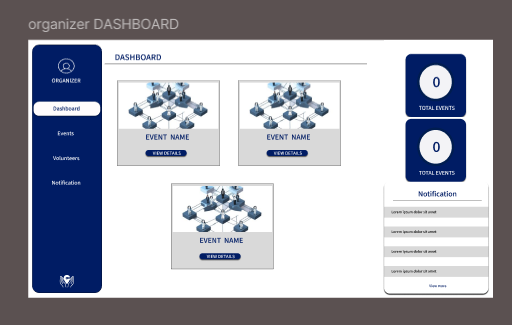 organizer DASHBOARD
ORGANIZER
Dashboard
Events
Volunteers
Notification
DASHBOARD
EVENT NAME
VIEW DETAILS
EVENT NAME
VIEW DETAILS
EVENT NAME
VIEW DETAILS
0
TOTAL EVENTS
0
TOTAL EVENTS
Notification
Lorem ipsum dolor sit amet
Lorem ipsum dolor sit amet
Lorem ipsum dolor sit amet
Lorem ipsum dolor sit amet
View more